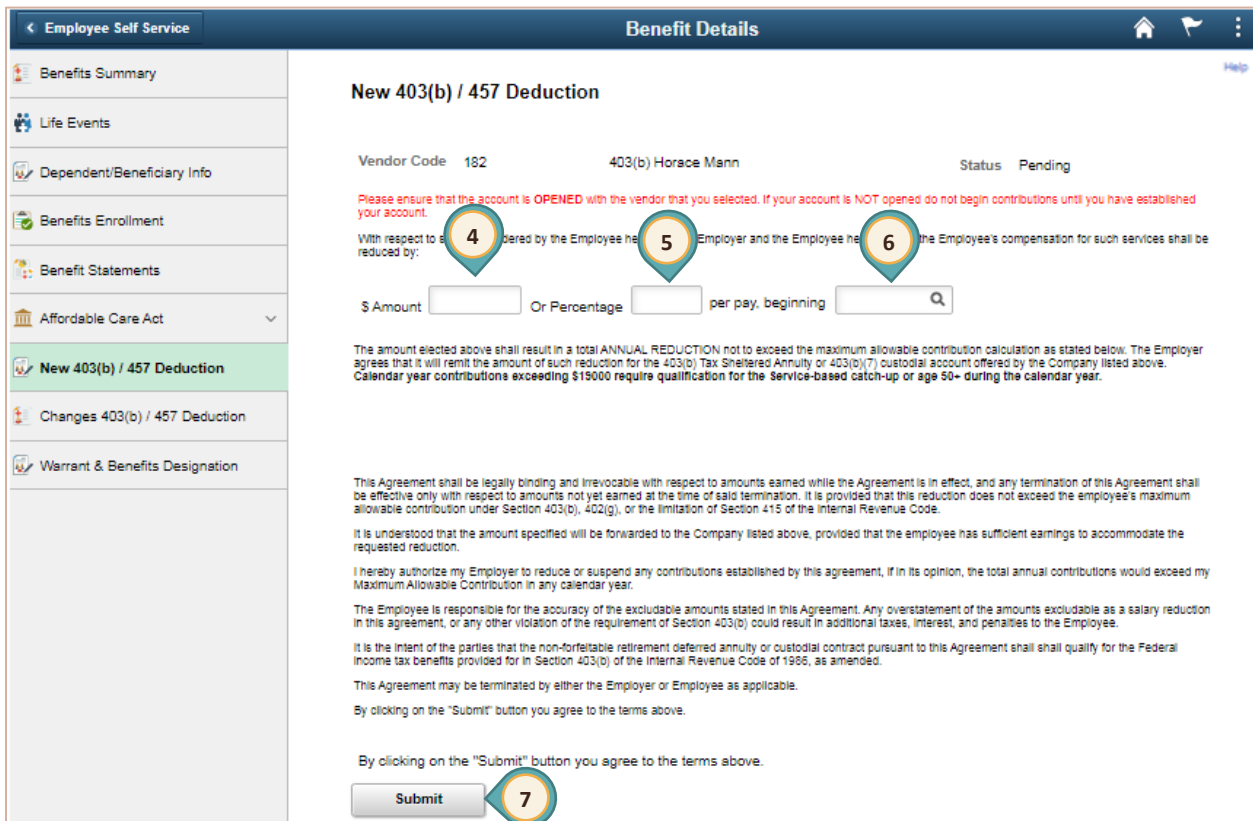 Employee Self Service
Benefit Details
Help
Benefits Summary
Life Events
Dependent/Beneficiary Info
Benefits Enrollment
Benefit Statements
Affordable Care Act
New 403(b) / 457 Deduction
Changes 403(b) / 457 Deduction
Warrant & Benefits Designation
New 403(b) / 457 Deduction
Vendor Code 182 403(b) Horace Mann Status Pending
Please ensure that the account is OPENED with the vendor that you selected. If your account is NOT opened do not begin contributions until you have established
your account.
With respect to s dered by the Employee he Employer and the Employee he the Employee's compensation for such services shall be
reduced by:
4 5 6
$ Amount Or Percentage per pay, beginning
The amount elected above shall result in a total ANNUAL REDUCTION not to exceed the maximum allowable contribution calculation as stated below. The Employer
agrees that it will remit the amount of such reduction for the 403(b) Tax Sheltered Annuity or 403(b)(7) custodial account offered by the Company listed above.
Calendar year contributions exceeding $19000 require qualification for the Service-based catch-up or age 50+ during the calendar year.
This Agreement shall be legally binding and irrevocable with respect to amounts earned while the Agreement is in effect, and any termination of this Agreement shall
be effective only with respect to amounts not yet earned at the time of said termination. It is provided that this reduction does not exceed the employee's maximum
allowable contribution under Section 403(b), 402(g), or the limitation of Section 415 of the Internal Revenue Code.
It is understood that the amount specified will be forwarded to the Company listed above, provided that the employee has sufficient earnings to accommodate the
requested reduction.
I hereby authorize my Employer to reduce or suspend any contributions established by this agreement, if in its opinion, the total annual contributions would exceed my
Maximum Allowable Contribution in any calendar year.
The Employee is responsible for the accuracy of the excludable amounts stated in this Agreement. Any overstatement of the amounts excludable as a salary reduction
in this agreement, or any other violation of the requirement of Section 403(b) could result in additional taxes, interest, and penalties to the Employee.
It is the intent of the parties that the non-forfeitable retirement deferred annuity or custodial contract pursuant to this Agreement shall shall qualify for the Federal
income tax benefits provided for in Section 403(b) of the Internal Revenue Code of 1986, as amended.
This Agreement may be terminated by either the Employer or Employee as applicable.
By clicking on the "Submit" button you agree to the terms above.
By clicking on the "Submit" button you agree to the terms above.
Submit 7